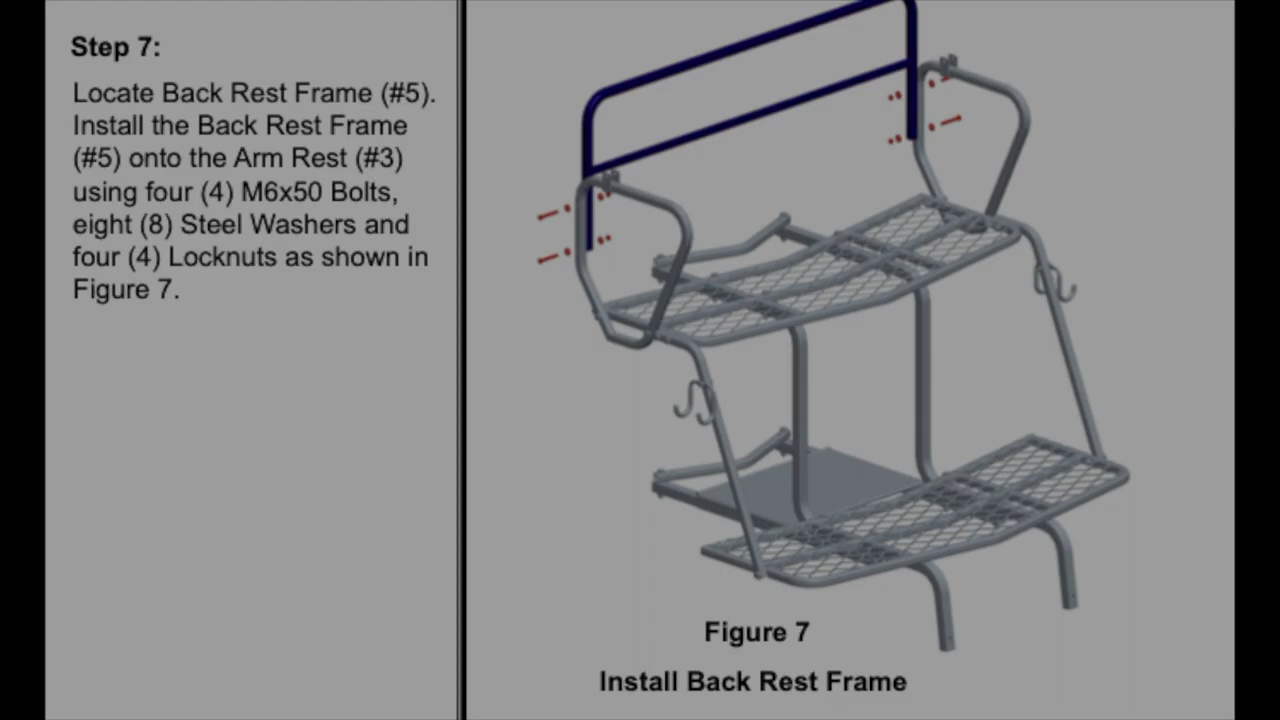 Step 7:
Locate Back Rest Frame (#5).
Install the Back Rest Frame
(#5) onto the Arm Rest (#3)
using four (4) M6x50 Bolts,
eight (8) Steel Washers and
four (4) Locknuts as shown in
Figure 7.
Figure 7
Install Back Rest Frame